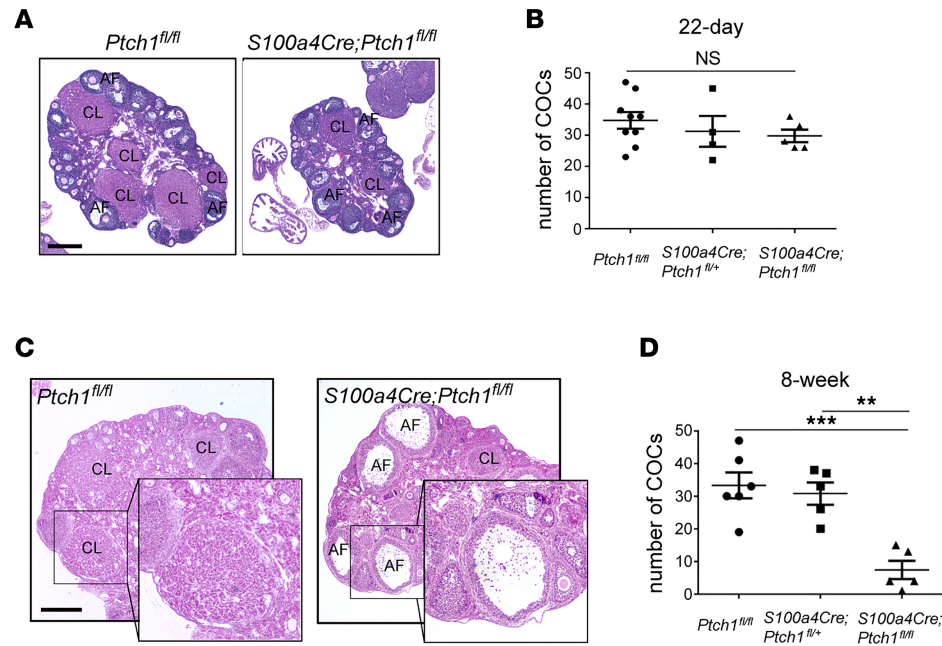 A
Ptch1fl/fl
S100a4Cre;Ptch1fl/fl
AF
CL
CL
CL
CL
CL
AF
AF
AF
CL
CL
AF
AF
B
22-day
NS
number of COCs
50
40
30
20
10
0
Ptch1fl/fl
S100a4Cre;
Ptch1fl/+
S100a4Cre;
Ptch1fl/fl
C
Ptch1fl/fl
CL
CL
CL
S100a4Cre;Ptch1fl/fl
AF
AF
CL
AF
AF
D
8-week
**
***
number of COCs
50
40
30
20
10
0
Ptch1fl/fl
S100a4Cre;
Ptch1fl/+
S100a4Cre;
Ptch1fl/fl